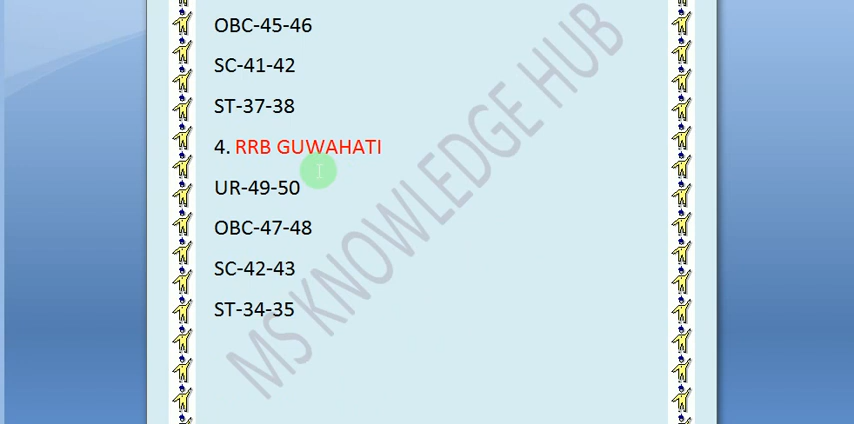 OBC-45-46
SC-41-42
ST-37-38
4. RRB GUWAHATI
UR-49-50
OBC-47-48
SC-42-43
ST-34-35
MS KNOWLEDGE HUB